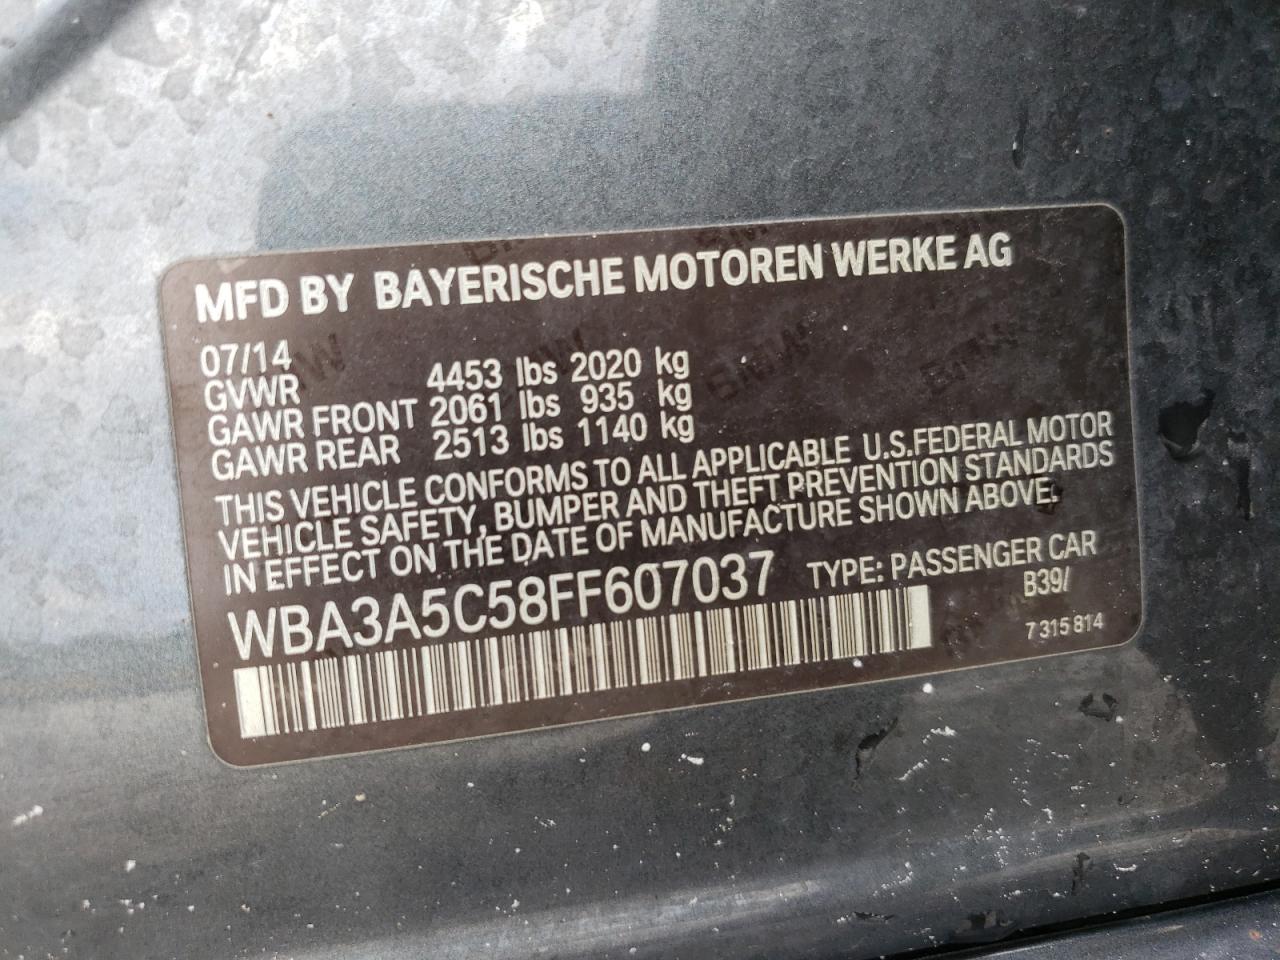 MFD BY BAYERISCHE MOTOREN WERKE AG
07/14
GVWR 4453 lbs 2020 kg
GAWR FRONT 2061 lbs 935 kg
GAWR REAR 2513 lbs 1140 kg
THIS VEHICLE CONFORMS TO ALL APPLICABLE U.S.FEDERAL MOTOR
VEHICLE SAFETY, BUMPER AND THEFT PREVENTION STANDARDS
IN EFFECT ON THE DATE OF MANUFACTURE SHOWN ABOVE.
WBA3A5C58FF607037 TYPE: PASSENGER CAR
B39/
7 315 814